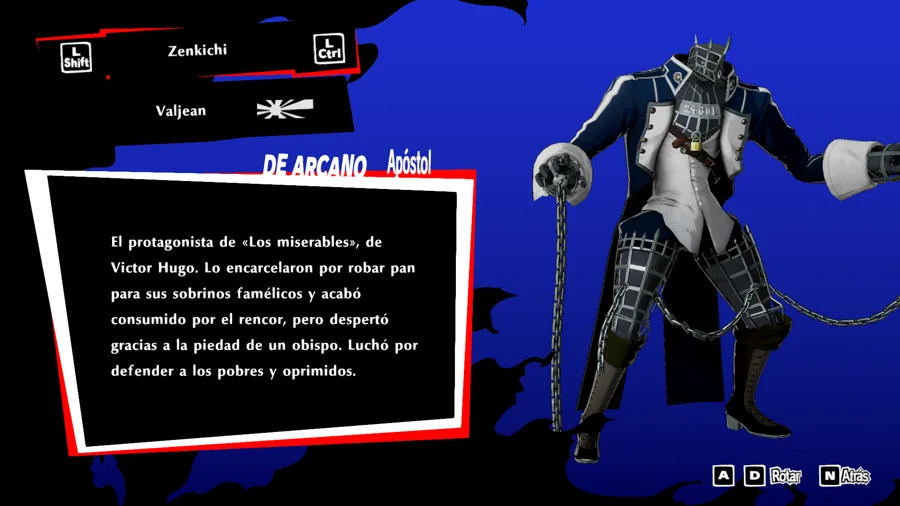 L Shift
Zenkichi
L Ctrl
Valjean
DE ARCANO Apóstol
El protagonista de «Los miserables», de
Victor Hugo. Lo encarcelaron por robar pan
para sus sobrinos famélicos y acabó
consumido por el rencor, pero despertó
gracias a la piedad de un obispo. Luchó por
defender a los pobres y oprimidos.
24601
A D Rotar N Atrás